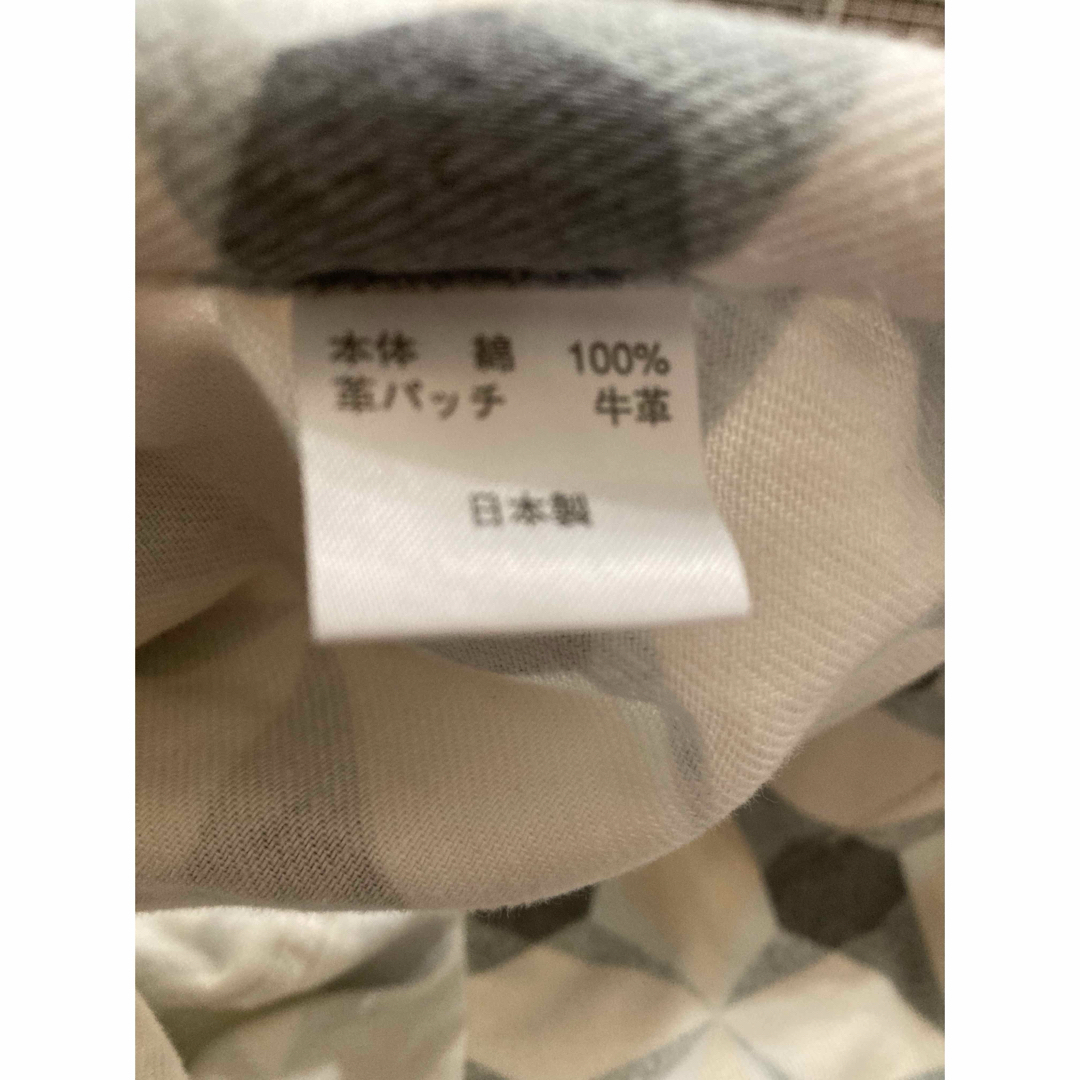 本体 綿 100%
革パッチ 牛革
日本製